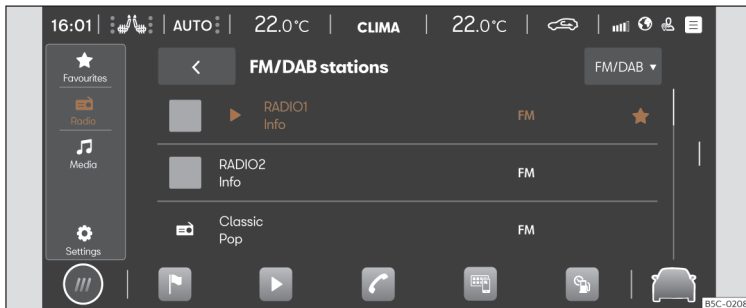 16:01 AUTO 22.0°C CLIMA 22.0°C
Favourites
FM/DAB stations
FM/DAB
Radio
RADIO1
Info
FM
Media
RADIO2
Info
FM
Classic
Pop
FM
Settings
B5C-0208